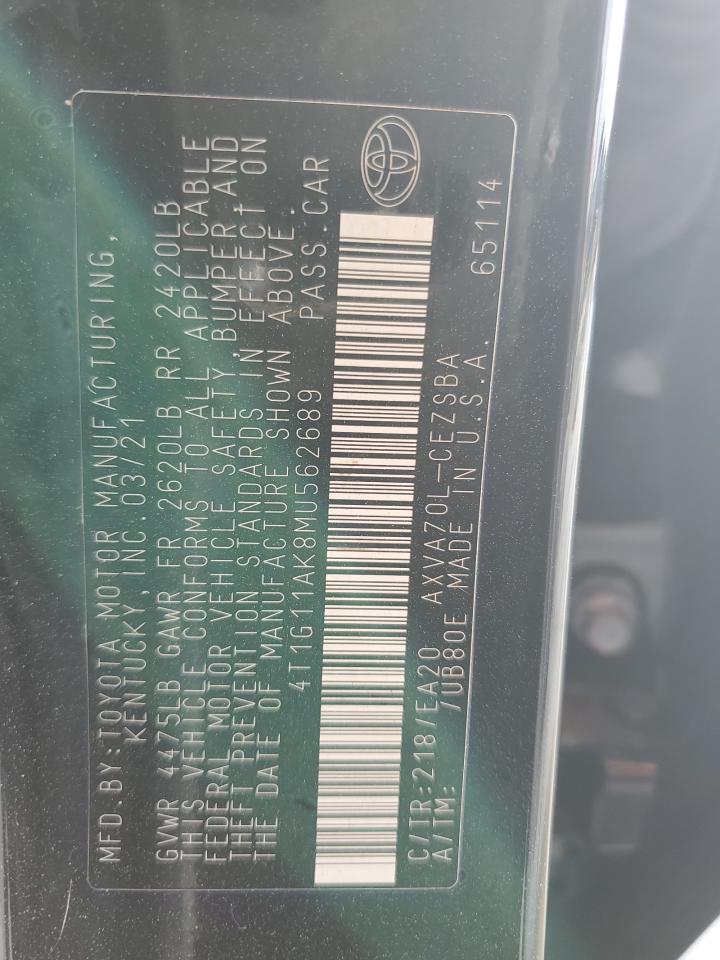 MFD.BY:TOYOTA MOTOR MANUFACTURING,
KENTUCKY, INC.03/21
GVWR 4475LB GAWR FR 2620LB RR 2420LB
THIS VEHICLE CONFORMS TO ALL APPLICABLE
FEDERAL MOTOR VEHICLE SAFETY, BUMPER, AND
THEFT PREVENTION STANDARDS IN EFFECT ON
THE DATE OF MANUFACTURE SHOWN ABOVE.
4T1G11AK8MU562689 PASS.CAR
C/TR:218/EA20 AXVA70L-CEZSBA
A/TM: /UB80E MADE IN U.S.A 65114